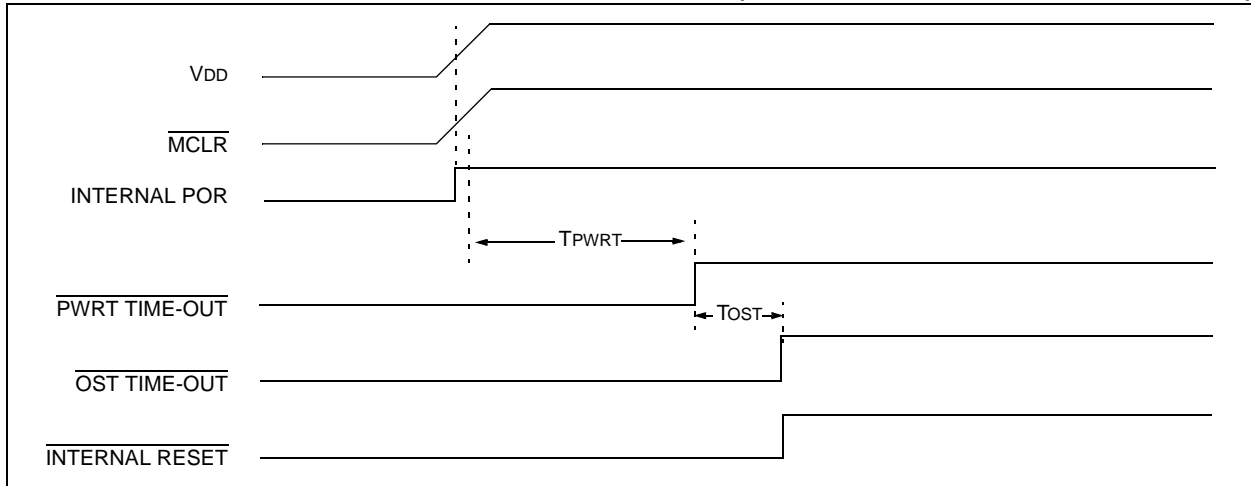 VDD
MCLR
INTERNAL POR
TPWRT
PWRT TIME-OUT
TOST
OST TIME-OUT
INTERNAL RESET